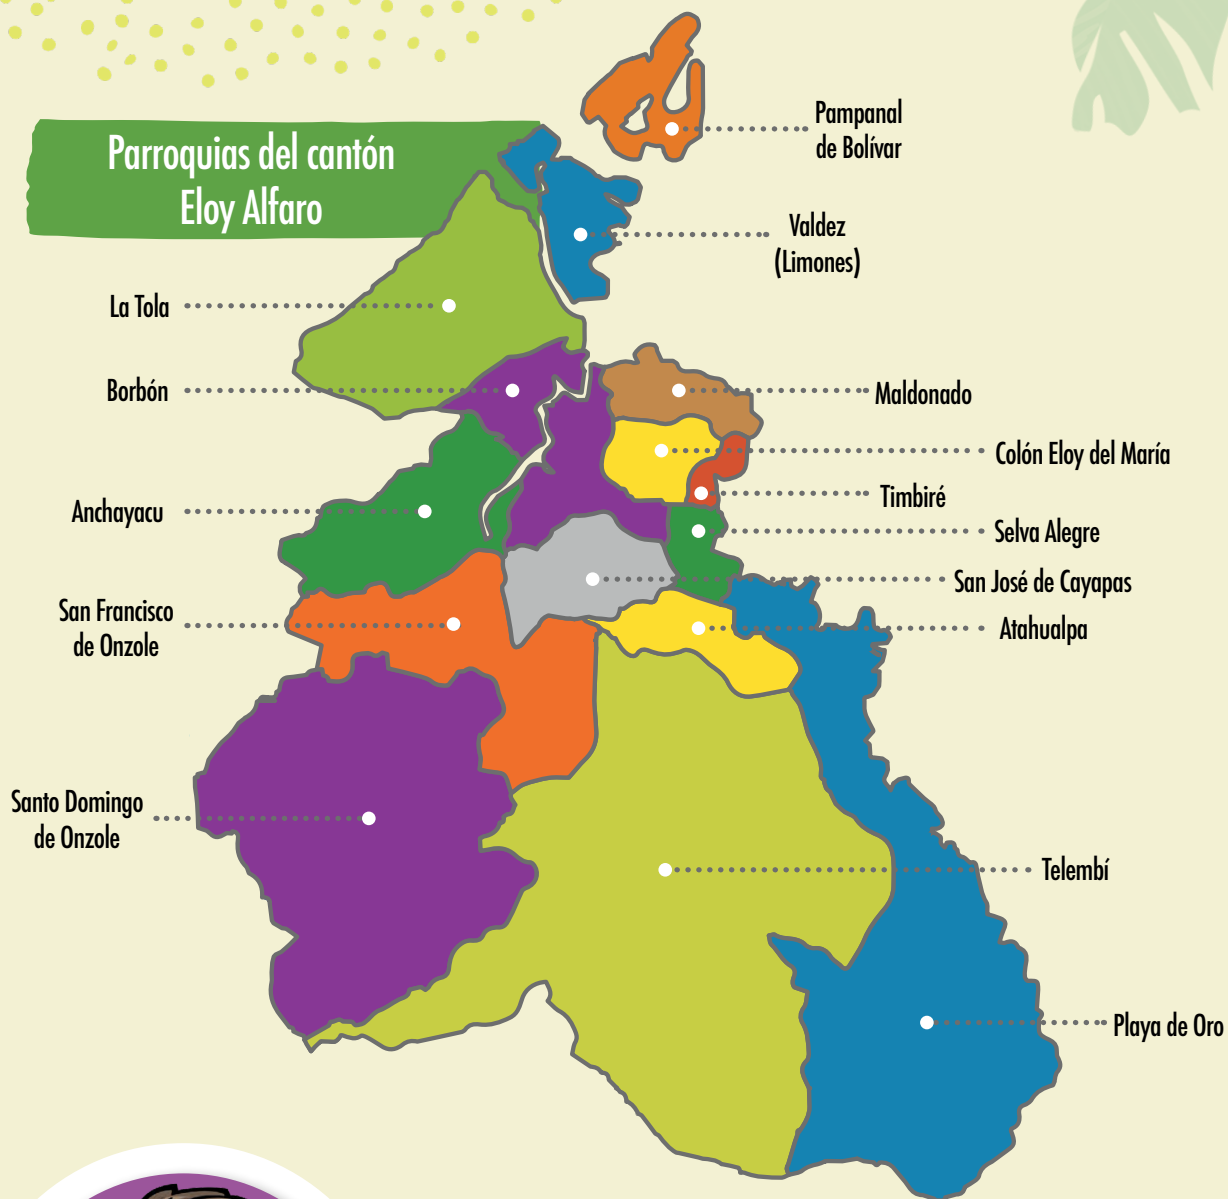 Parroquias del cantón
Eloy Alfaro
Pampanal
de Bolívar
Valdez
(Limones)
La Tola
Borbón
Maldonado
Colón Eloy del María
Timbiré
Anchayacu
Selva Alegre
San José de Cayapas
San Francisco
de Onzole
Atahualpa
Santo Domingo
de Onzole
Telembí
Playa de Oro